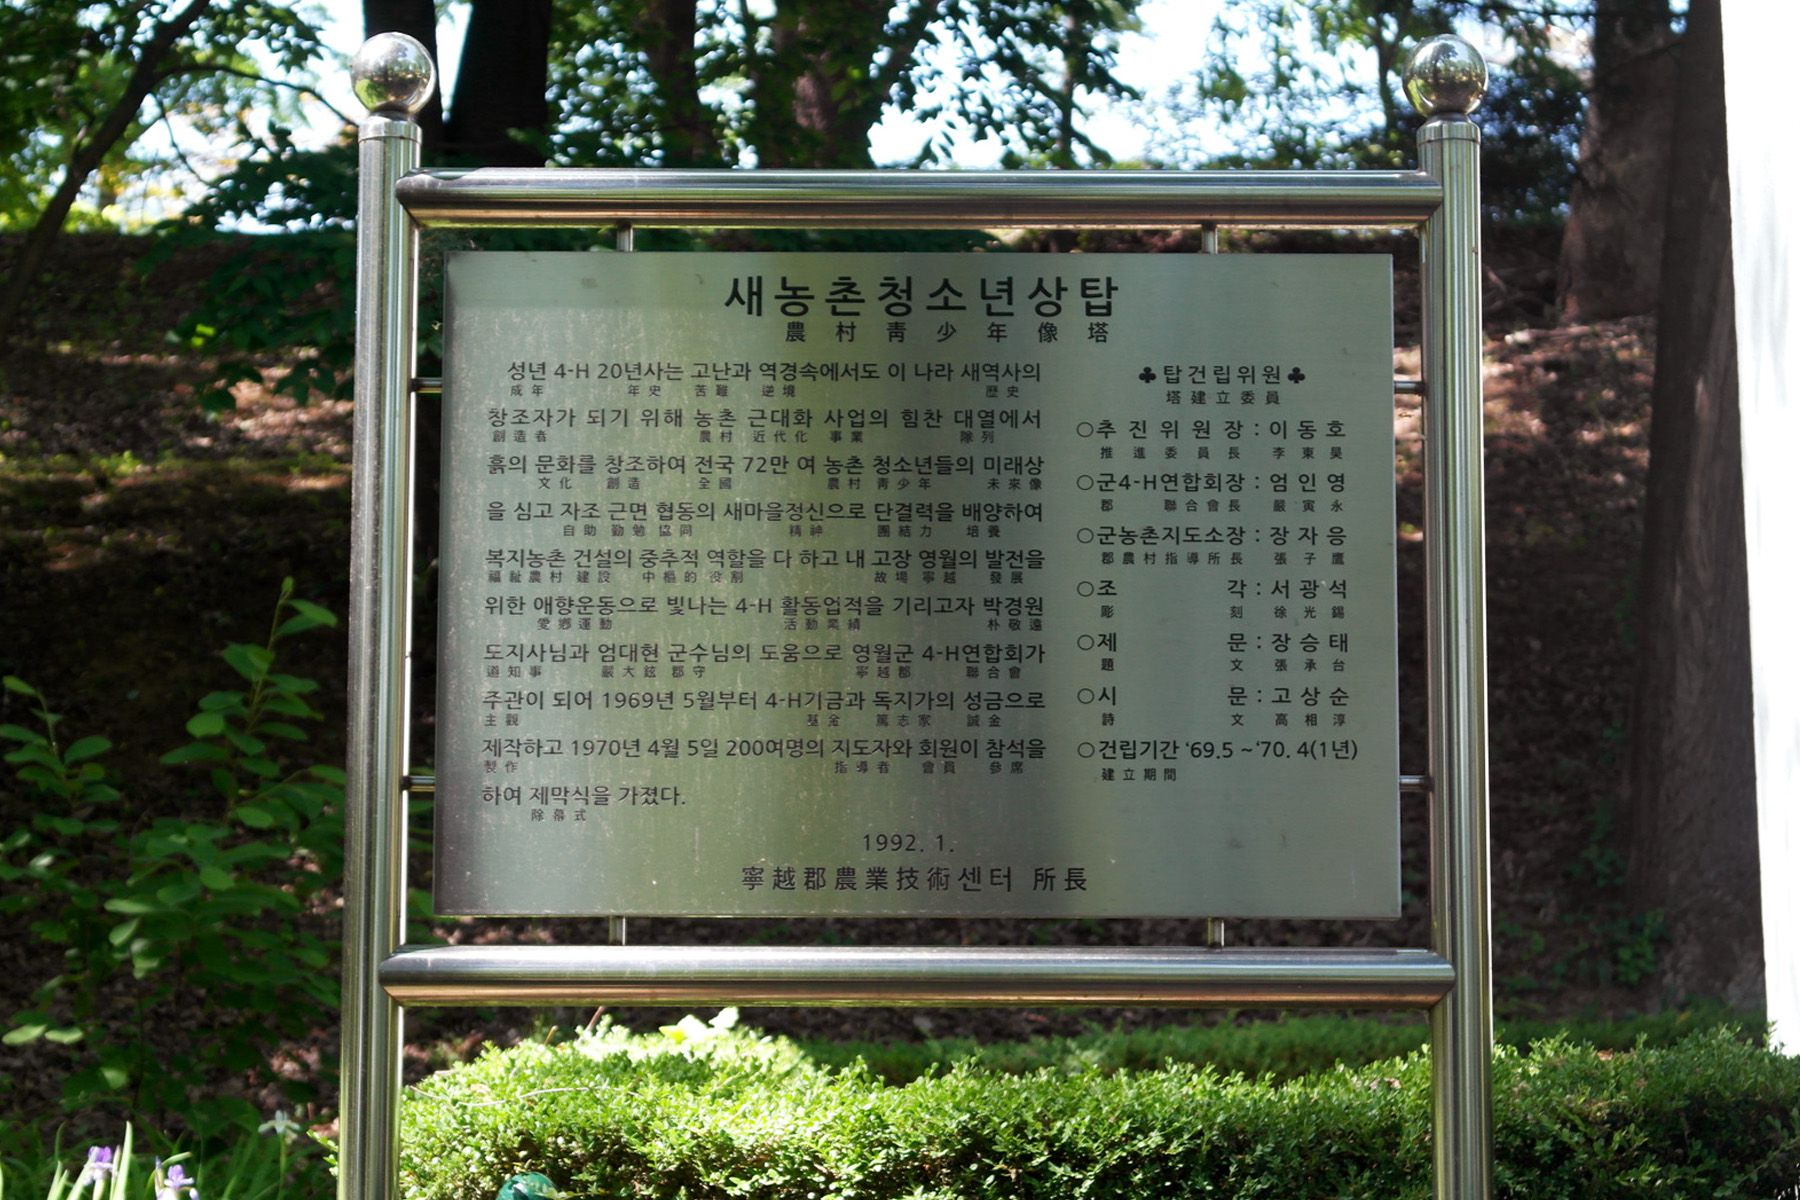 새농촌청소년상탑
農村靑少年像塔
성년 4-H 20년사는 고난과 역경속에서도 이 나라 새역사의
成年 年史 苦難 逆境 歷史
창조자가 되기 위해 농촌 근대화 사업의 힘찬 대열에서
創造者 農村 近代化 事業 隊列
흙의 문화를 창조하여 전국 72만 여 농촌 청소년들의 미래상
文化 創造 全國 農村 靑少年 未來像
을 심고 자조 근면 협동의 새마을정신으로 단결력을 배양하여
自助 勤勉 協同 精神 團結力 培養
복지농촌 건설의 중추적 역할을 다 하고 내 고장 영월의 발전을
福祉農村 建設 中樞的 役割 故場 寧越 發展
위한 애향운동으로 빛나는 4-H 활동업적을 기리고자 박경원
愛鄕運動 活動業績 朴敬遠
도지사님과 엄대현 군수님의 도움으로 영월군 4-H연합회가
道知事 嚴大鉉 郡守 寧越郡 聯合會
주관이 되어 1969년 5월부터 4-H기금과 독지가의 성금으로
主觀 基金 篤志家 誠金
제작하고 1970년 4월 5일 200여명의 지도자와 회원이 참석을
製作 指導者 會員 參席
하여 제막식을 가졌다.
除幕式
♣탑건립위원♣
塔建立委員
○추진위원장 : 이동호
推進委員長 李東昊
○군4-H연합회장 : 엄인영
郡 聯合會長 嚴寅永
○군농촌지도소장 : 장자응
郡農村指導所長 張子鷹
○조 각 : 서광석
彫 刻 徐光錫
○제 문 : 장승태
題 文 張承台
○시 문 : 고상순
詩 文 高相淳
○건립기간 ‘69.5 ~‘70. 4(1년)
建立期間
1992. 1.
寧越郡農業技術센터 所長